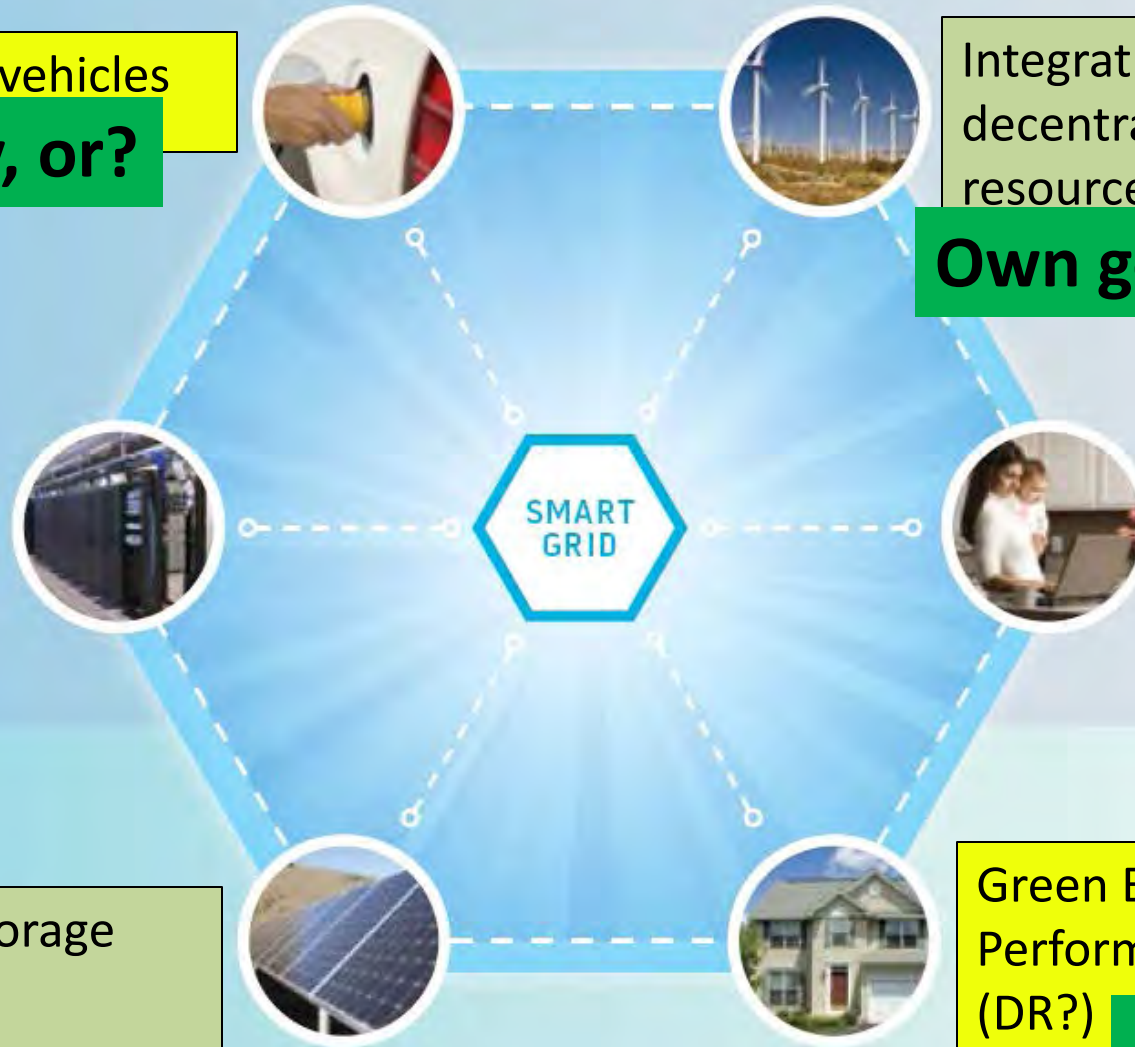 vehicles
, or?
Integrat
decentra
resource
Own g
SMART
GRID
orage
Green
Perform
(DR?)